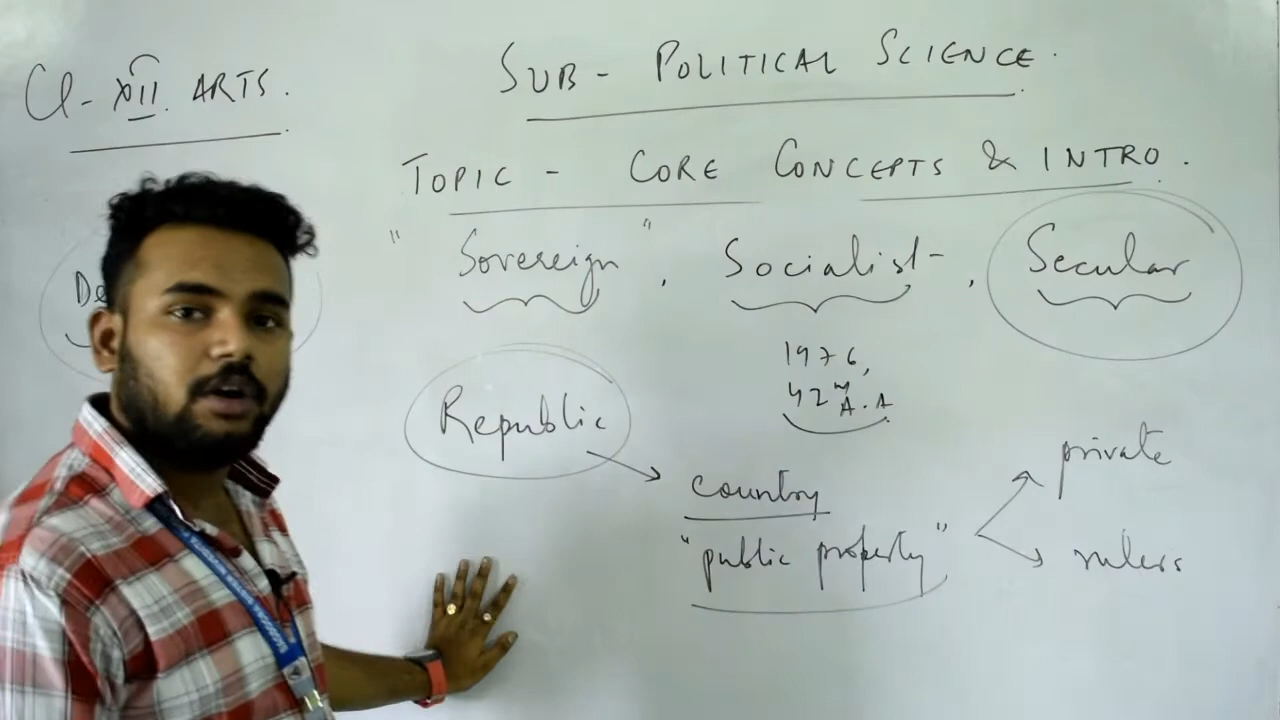 Cl - XII ARTS.
SUB - POLITICAL SCIENCE.
TOPIC - CORE CONCEPTS & INTRO.
" Sovereign ", Socialist, Secular
1976,
42nd A.A
Republic
country
"public property"
private
rulers